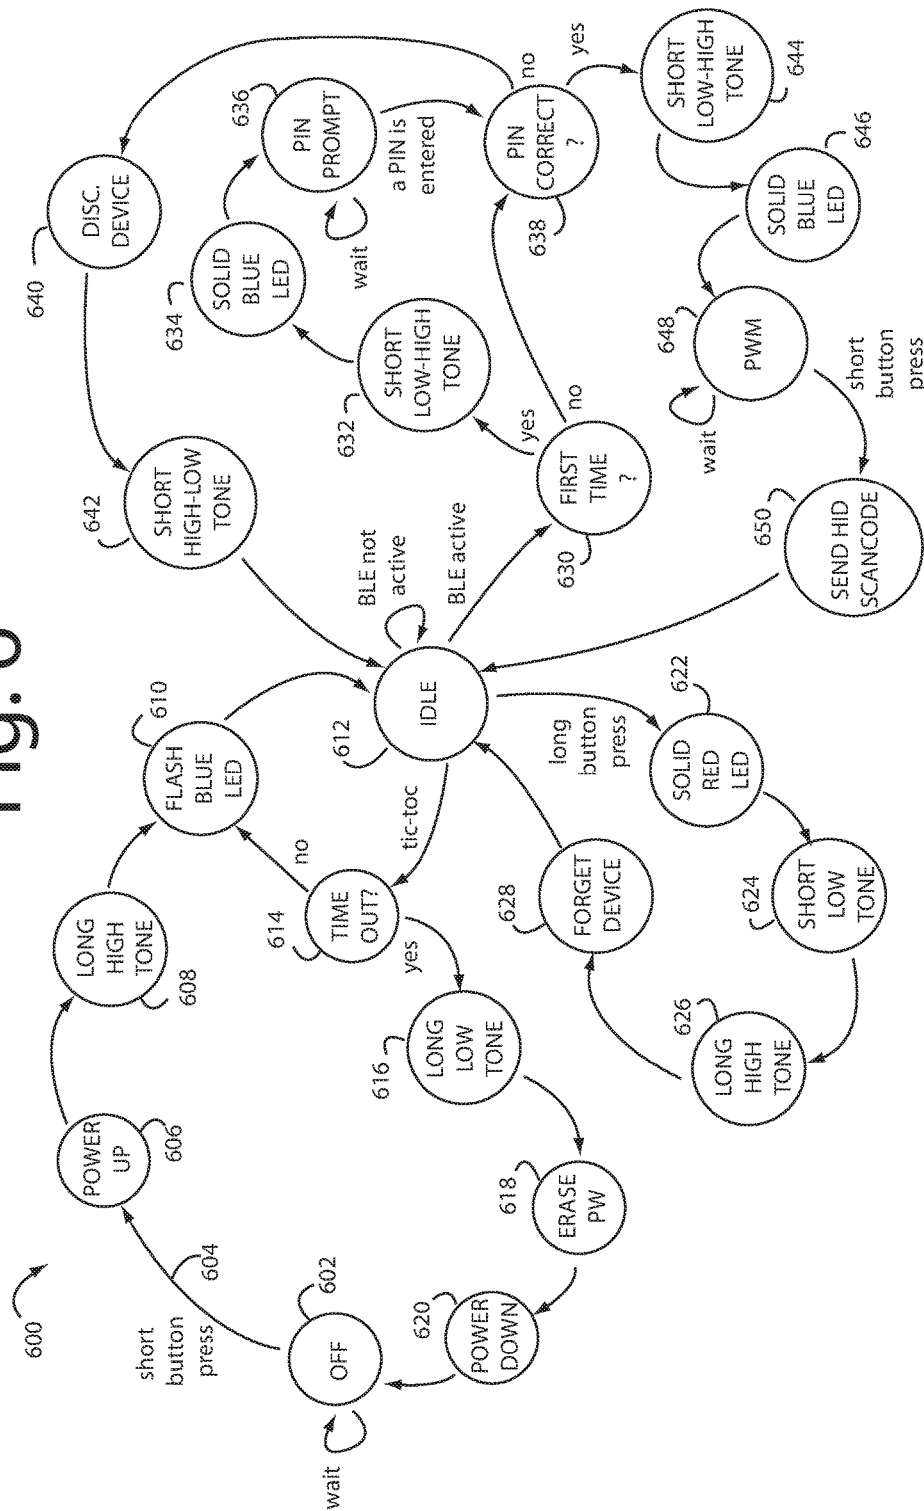 Fig. 6
600
short
button
press
604
602
OFF
wait
606
POWER
UP
608
LONG
HIGH
TONE
610
FLASH
BLUE
LED
612
IDLE
tic-toc
614
TIME
OUT?
no
yes
616
LONG
LOW
TONE
618
ERASE
PW
620
POWER
DOWN
long
button
press
622
SOLID
RED
LED
624
SHORT
LOW
TONE
626
LONG
HIGH
TONE
628
FORGET
DEVICE
BLE not
active
BLE active
630
FIRST
TIME
?
yes
no
632
SHORT
LOW-HIGH
TONE
634
SOLID
BLUE
LED
636
PIN
PROMPT
wait
a PIN is
entered
638
PIN
CORRECT
?
no
yes
640
DISC.
DEVICE
642
SHORT
HIGH-LOW
TONE
644
SHORT
LOW-HIGH
TONE
646
SOLID
BLUE
LED
648
PWM
wait
short
button
press
650
SEND HID
SCANCODE